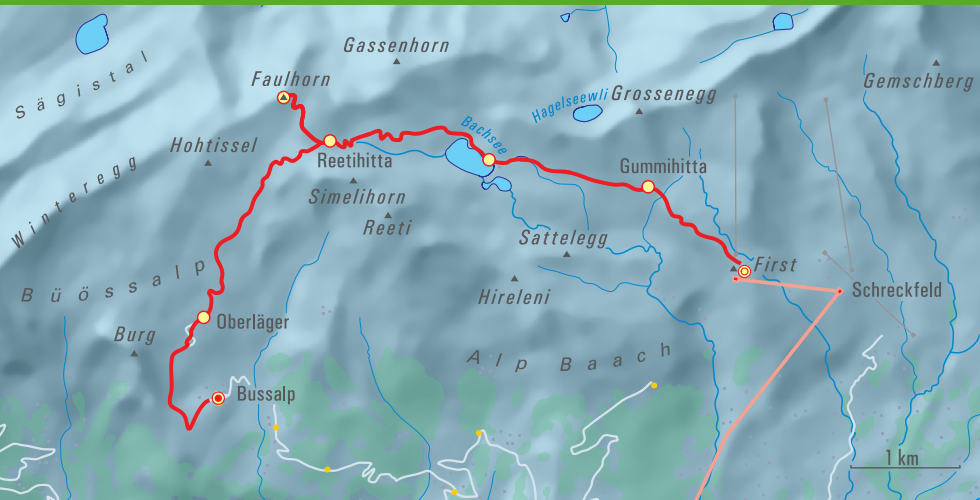 Gassenhorn
Sägistal
Faulhorn
Gemschberg
Hagelseewli
Grossenegg
Bachsee
Hohtissel
Reetihitta
Gummihitta
Winteregg
Simelihorn
Reeti
Sattelegg
First
Büössalp
Hireleni
Schreckfeld
Oberläger
Burg
Alp Baach
Bussalp
1 km